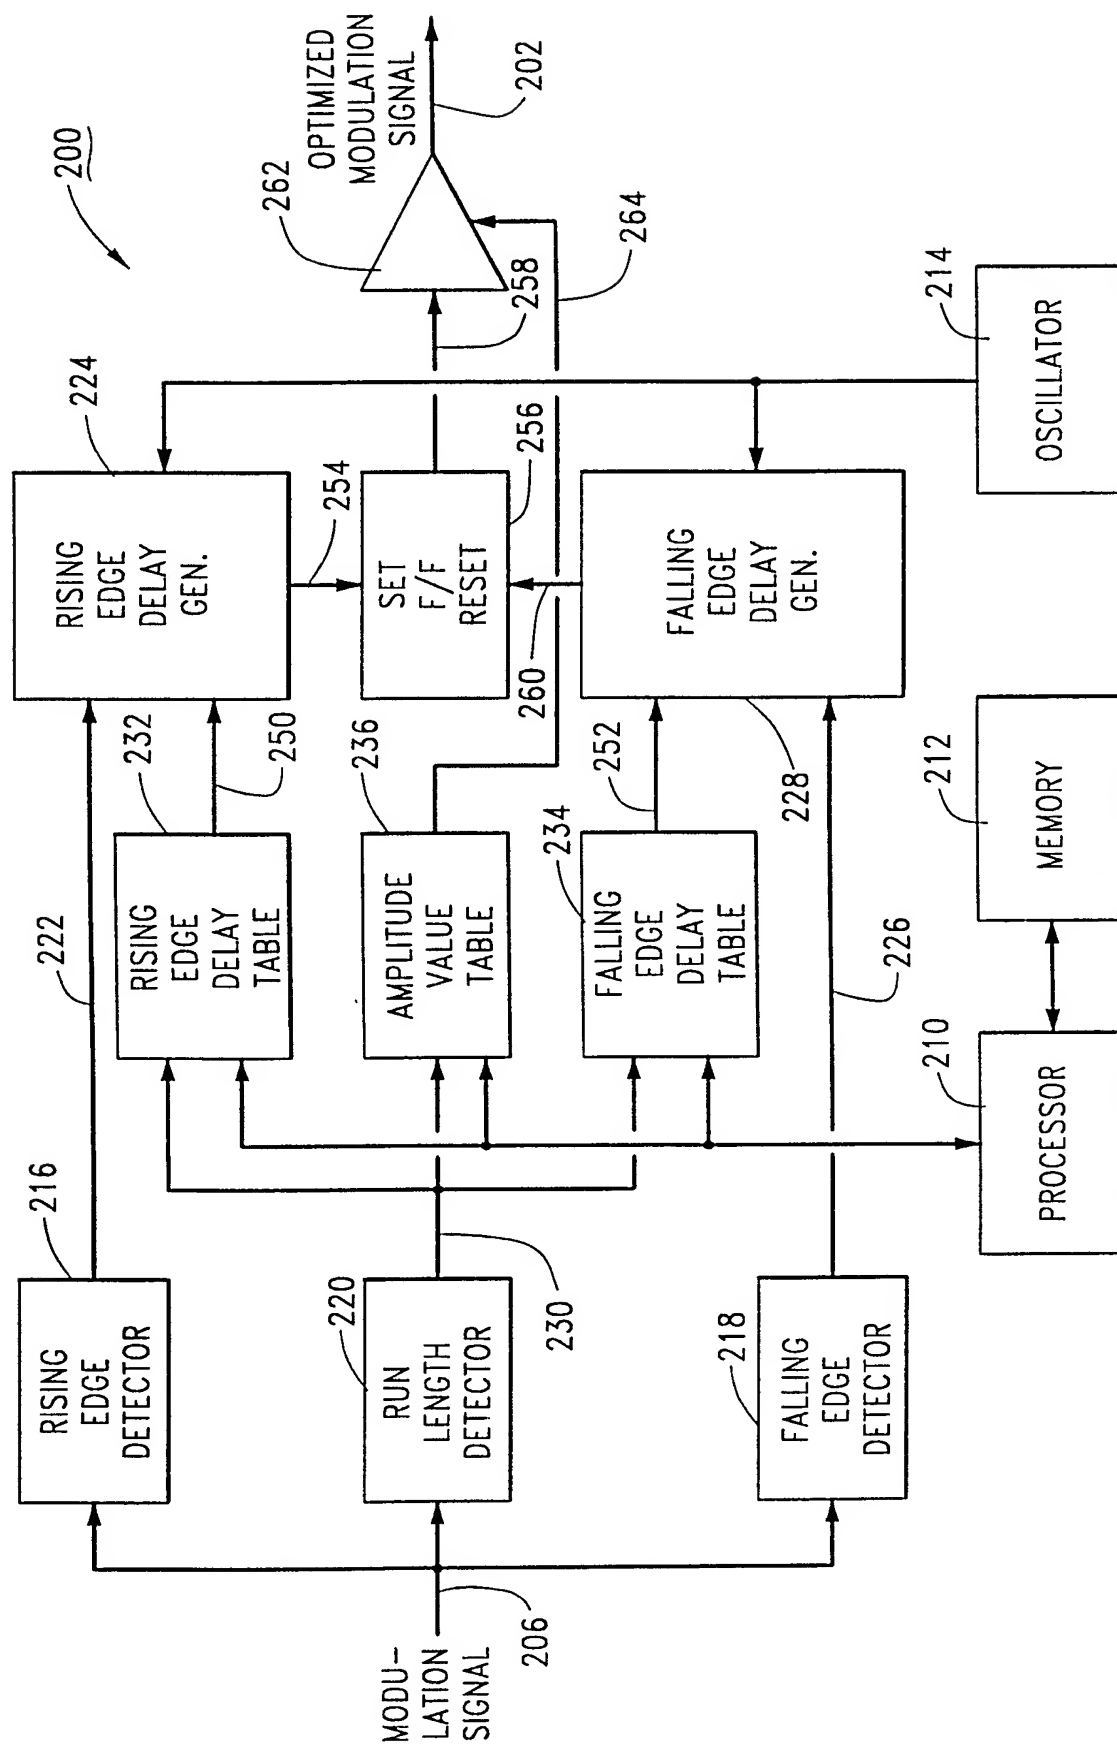 200
MODU-
LATION
SIGNAL
206
RISING
EDGE
DETECTOR
216
RUN
LENGTH
DETECTOR
220
FALLING
EDGE
DETECTOR
218
222
230
226
RISING
EDGE
DELAY
TABLE
232
AMPLITUDE
VALUE
TABLE
236
FALLING
EDGE
DELAY
TABLE
234
250
252
RISING
EDGE
DELAY
GEN.
224
254
SET
F/F
RESET
256
260
FALLING
EDGE
DELAY
GEN.
228
258
262
264
OPTIMIZED
MODULATION
SIGNAL
202
PROCESSOR
210
MEMORY
212
OSCILLATOR
214